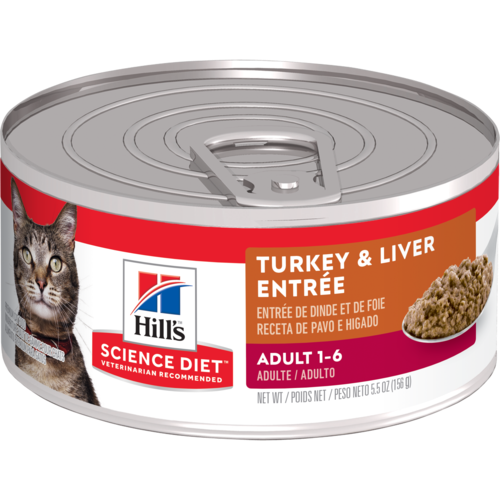 Hill's
SCIENCE DIET™
VETERINARIAN RECOMMENDED
TURKEY & LIVER
ENTRÉE
ENTRÉE DE DINDE ET DE FOIE
RECETA DE PAVO E HIGADO
ADULT 1-6
ADULTE / ADULTO
NET WT / POIDS NET / PESO NETO 5.5 OZ (156 g)